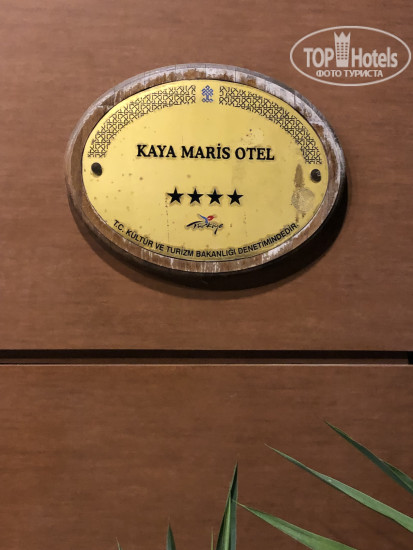 TOP Hotels
ФОТО ТУРИСТА
KAYA MARİS OTEL
Türkiye
T.C. KÜLTÜR VE TURİZM BAKANLIĞI DENETİMİNDEDİR.